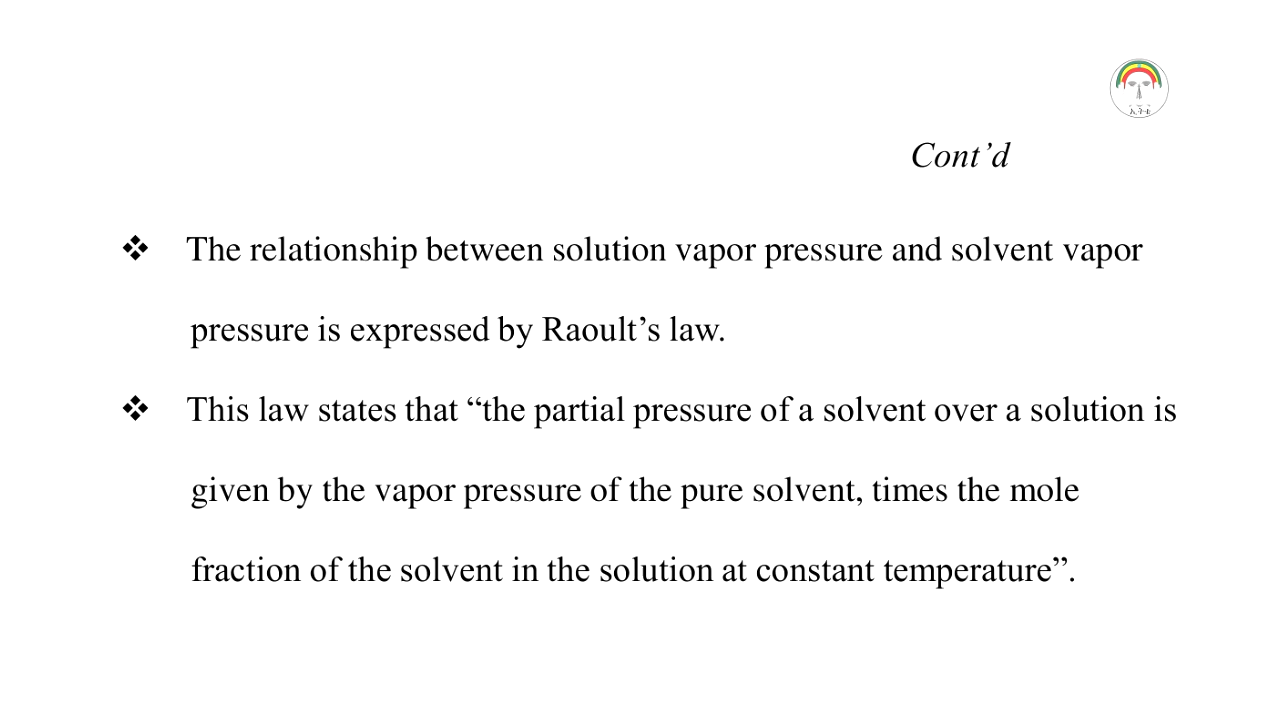 Cont’d
❖ The relationship between solution vapor pressure and solvent vapor
pressure is expressed by Raoult’s law.
❖ This law states that “the partial pressure of a solvent over a solution is
given by the vapor pressure of the pure solvent, times the mole
fraction of the solvent in the solution at constant temperature”.